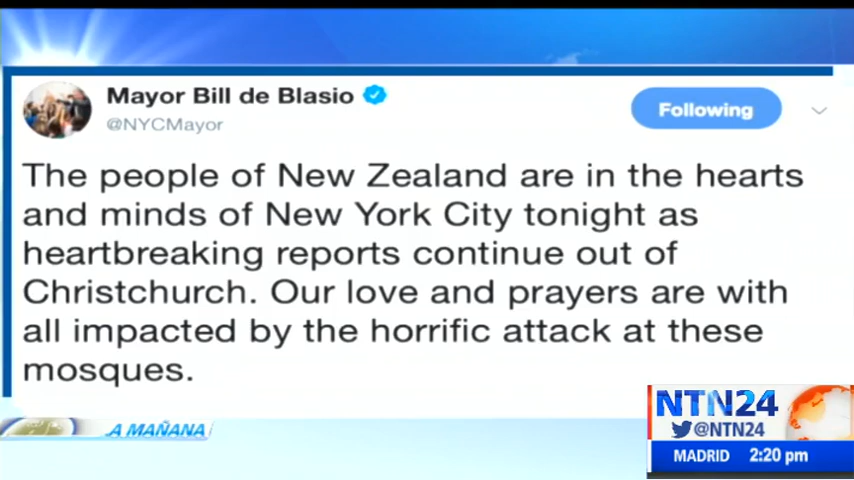 Mayor Bill de Blasio
@NYCMayor
Following
The people of New Zealand are in the hearts
and minds of New York City tonight as
heartbreaking reports continue out of
Christchurch. Our love and prayers are with
all impacted by the horrific attack at these
mosques.
A MAÑANA
NTN24
@NTN24
MADRID 2:20 pm